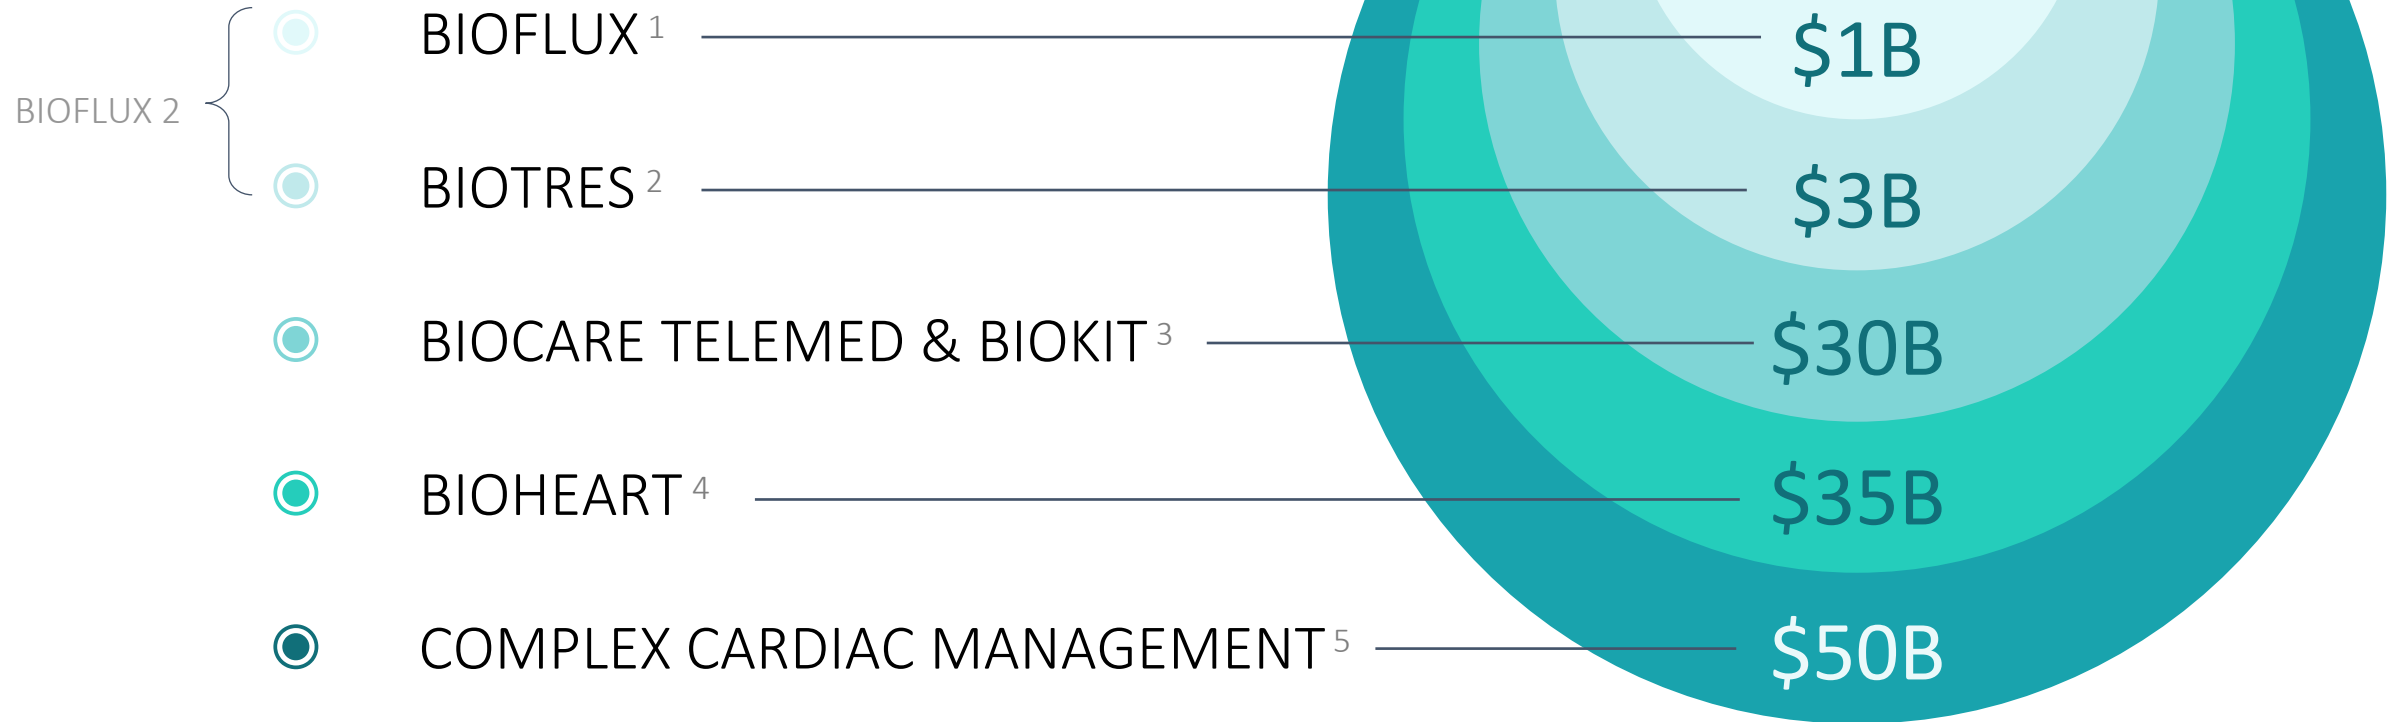 BIOFLUX 1 $1B
BIOFLUX 2
BIOTRES 2 $3B
BIOCARE TELEMED & BIOKIT 3 $30B
BIOHEART 4 $35B
COMPLEX CARDIAC MANAGEMENT 5 $50B